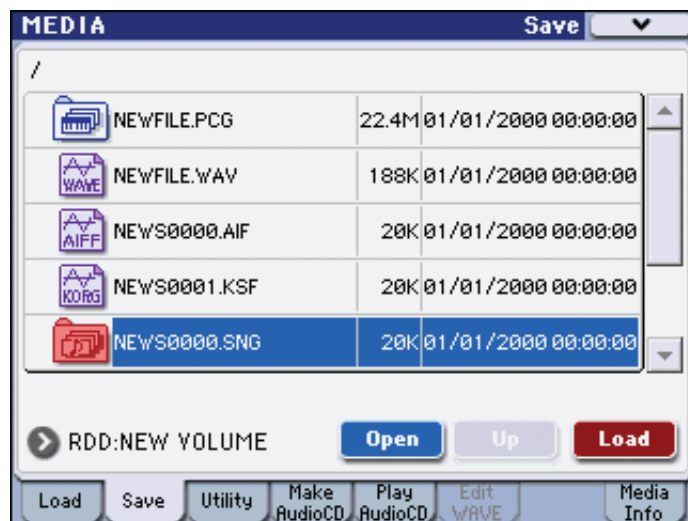 MEDIA Save
/
NEWFILE.PCG 22.4M 01/01/2000 00:00:00
WAVE NEWFILE.WAV 188K 01/01/2000 00:00:00
AIFF NEWS0000.AIF 20K 01/01/2000 00:00:00
KORG NEWS0001.KSF 20K 01/01/2000 00:00:00
NEWS0000.SNG 20K 01/01/2000 00:00:00
RDD:NEW VOLUME Open Up Load
Load Save Utility Make AudioCD Play AudioCD Edit WAVE Media Info